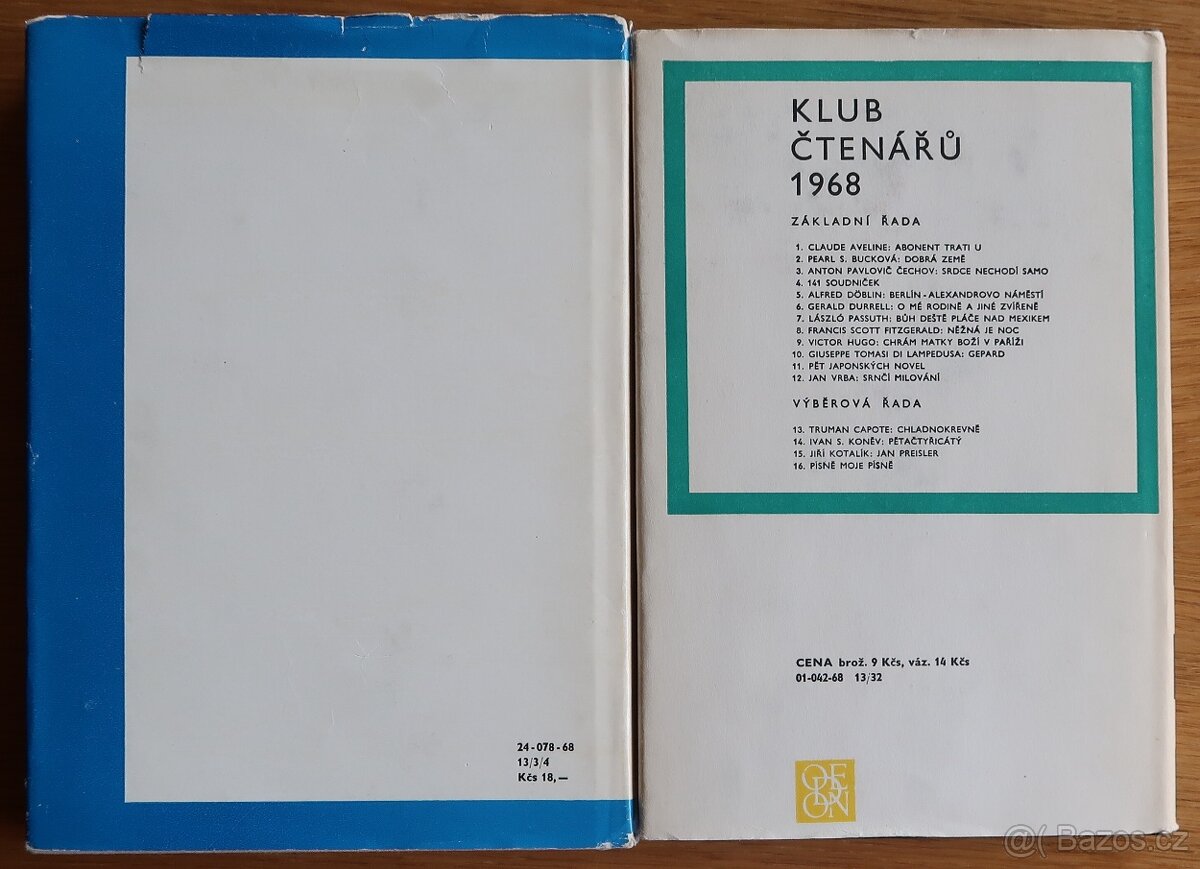 24-078-68
13/3/4
Kčs 18,—
KLUB
ČTENÁŘŮ
1968
ZÁKLADNÍ ŘADA
1. CLAUDE AVELINE: ABONENT TRATI U
2. PEARL S. BUCKOVÁ: DOBRÁ ZEMĚ
3. ANTON PAVLOVIČ ČECHOV: SRDCE NECHODÍ SAMO
4. 141 SOUDNIČEK
5. ALFRED DÖBLIN: BERLÍN-ALEXANDROVO NÁMĚSTÍ
6. GERALD DURRELL: O MÉ RODINĚ A JINÉ ZVÍŘENĚ
7. LÁSZLÓ PASSUTH: BŮH DEŠTĚ PLÁČE NAD MEXIKEM
8. FRANCIS SCOTT FITZGERALD: NĚŽNÁ JE NOC
9. VICTOR HUGO: CHRÁM MATKY BOŽÍ V PAŘÍŽI
10. GIUSEPPE TOMASI DI LAMPEDUSA: GEPARD
11. PĚT JAPONSKÝCH NOVEL
12. JAN VRBA: SRNČÍ MILOVÁNÍ
VÝBĚROVÁ ŘADA
13. TRUMAN CAPOTE: CHLADNOKREVNĚ
14. IVAN S. KONĚV: PĚTAČTYŘICÁTÝ
15. JIŘÍ KOTALÍK: JAN PREISLER
16. PÍSNĚ MOJE PÍSNĚ
CENA brož. 9 Kčs, váz. 14 Kčs
01-042-68 13/32
ODEON
@( Bazos.cz